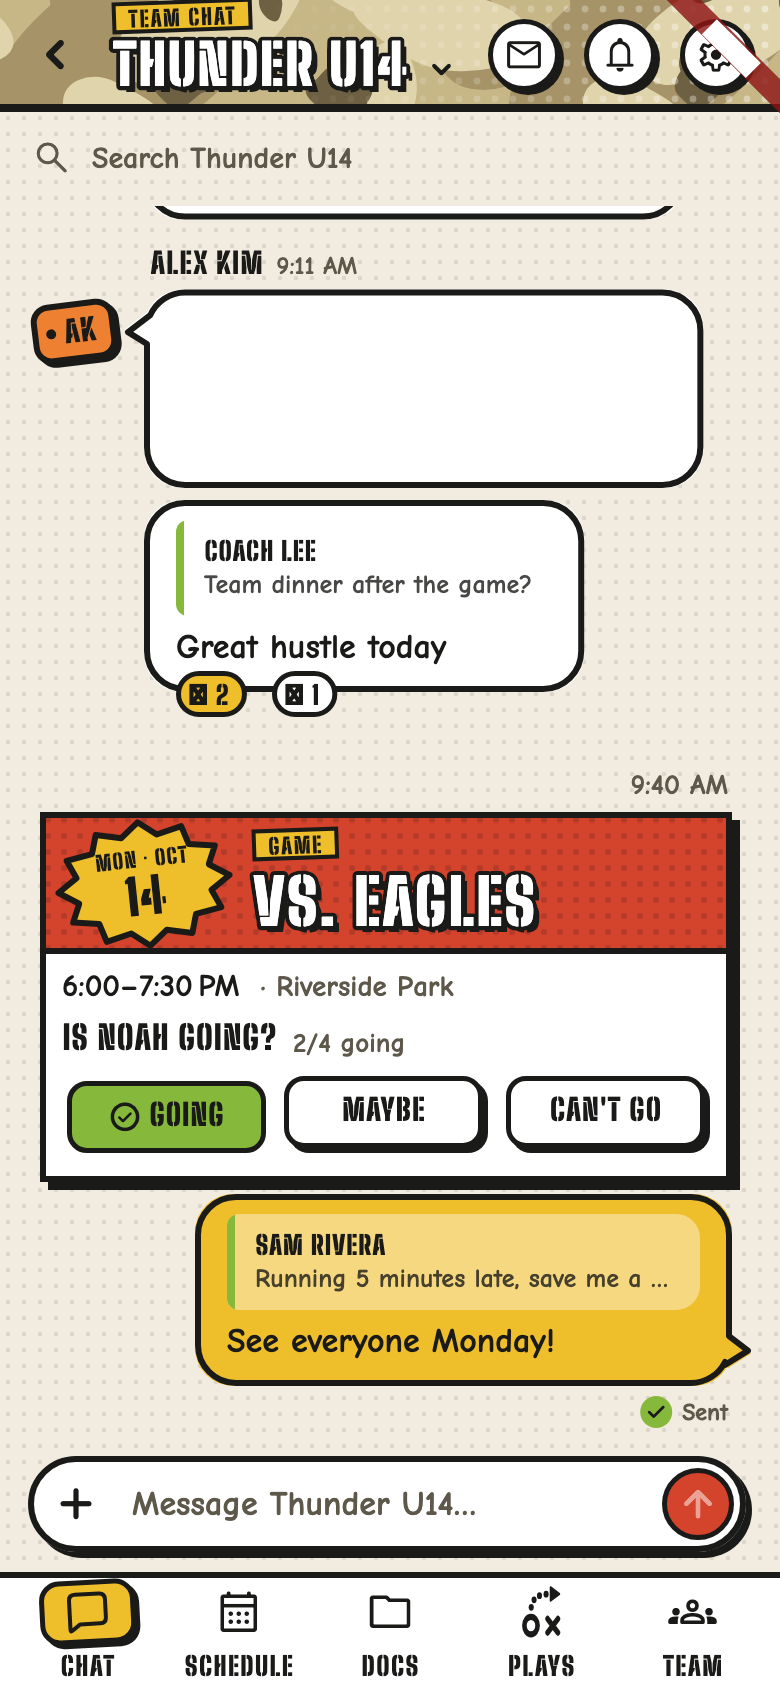 TEAM CHAT
THUNDER U14
Search Thunder U14
ALEX KIM 9:11 AM
AK
COACH LEE
Team dinner after the game?
Great hustle today
2 1
9:40 AM
MON · OCT
14
GAME
VS. EAGLES
6:00–7:30 PM · Riverside Park
IS NOAH GOING? 2/4 going
GOING MAYBE CAN'T GO
SAM RIVERA
Running 5 minutes late, save me a ...
See everyone Monday!
Sent
Message Thunder U14...
CHAT SCHEDULE DOCS PLAYS TEAM